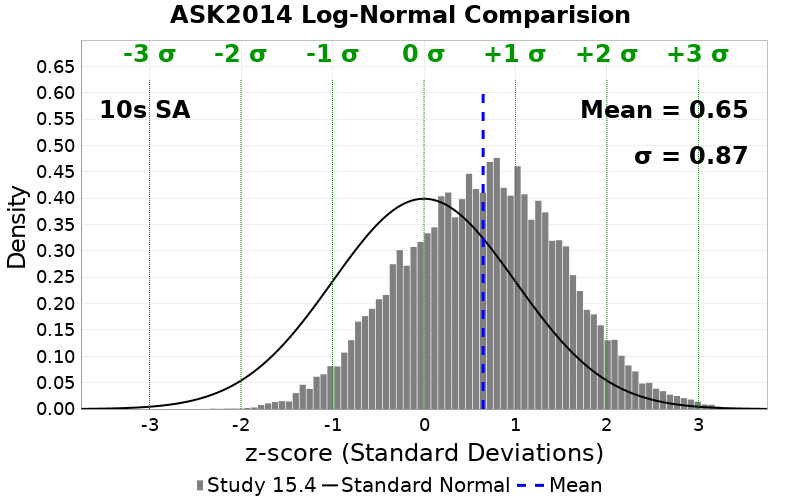 ASK2014 Log-Normal Comparision
-3 σ -2 σ -1 σ 0 σ +1 σ +2 σ +3 σ
10s SA
Mean = 0.65
σ = 0.87
Density
0.65
0.60
0.55
0.50
0.45
0.40
0.35
0.30
0.25
0.20
0.15
0.10
0.05
0.00
-3 -2 -1 0 1 2 3
z-score (Standard Deviations)
Study 15.4 Standard Normal Mean